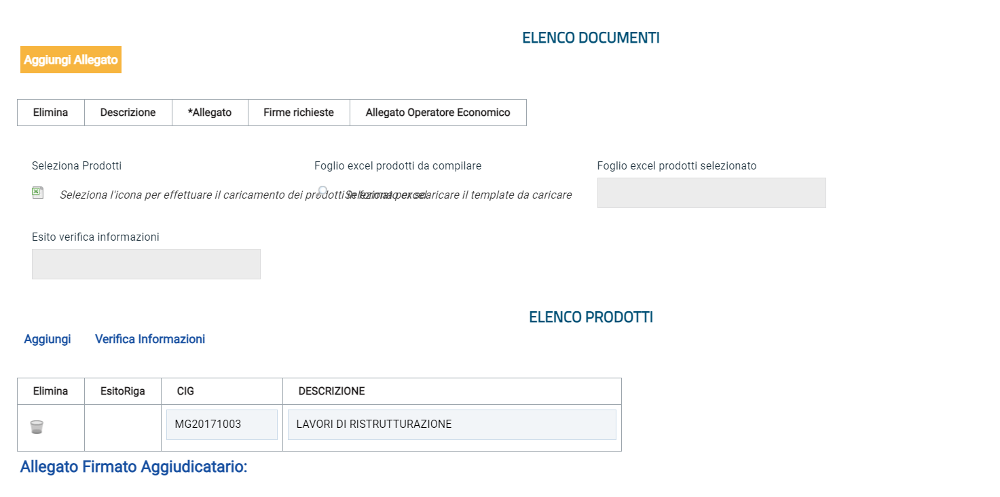 ELENCO DOCUMENTI
Aggiungi Allegato
Elimina Descrizione *Allegato Firme richieste Allegato Operatore Economico
Seleziona Prodotti Foglio excel prodotti da compilare Foglio excel prodotti selezionato
Seleziona l'icona per effettuare il caricamento dei prodotti in formato excel Seleziona per scaricare il template da caricare
Esito verifica informazioni
ELENCO PRODOTTI
Aggiungi Verifica Informazioni
Elimina EsitoRiga CIG DESCRIZIONE
MG20171003 LAVORI DI RISTRUTTURAZIONE
Allegato Firmato Aggiudicatario: